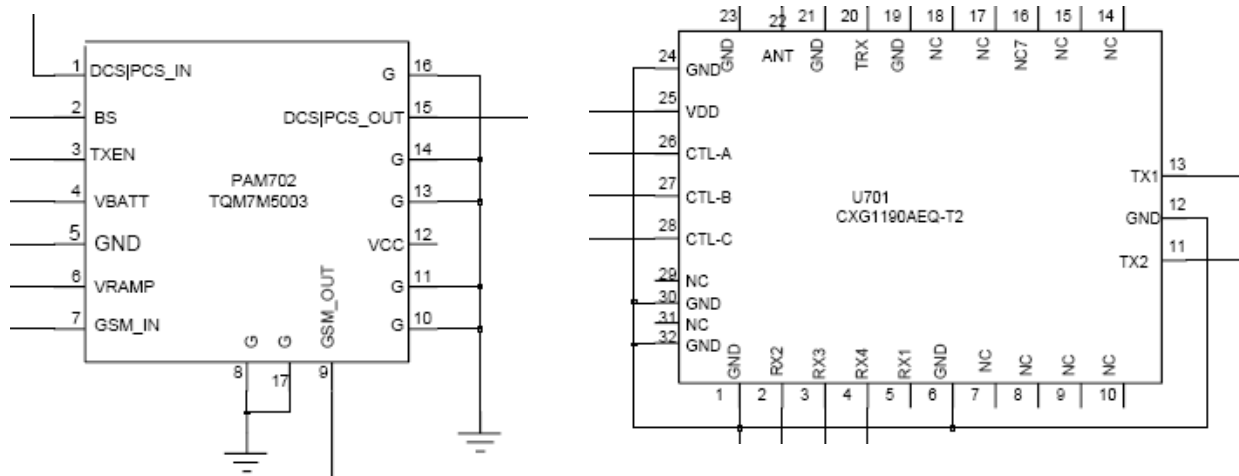 1 DCS|PCS_IN
2 BS
3 TXEN
4 VBATT
5 GND
6 VRAMP
7 GSM_IN
PAM702
TQM7M5003
G 16
DCS|PCS_OUT 15
G 14
G 13
VCC 12
G 11
G 10
G 8
G 17
GSM_OUT 9
23 GND
22 ANT
21 GND
20 TRX
19 GND
18 NC
17 NC
16 NC7
15 NC
14 NC
24 GND
25 VDD
26 CTL-A
27 CTL-B
28 CTL-C
29 NC
30 GND
31 NC
32 GND
U701
CXG1190AEQ-T2
TX1 13
GND 12
TX2 11
GND 1
RX2 2
RX3 3
RX4 4
RX1 5
GND 6
NC 7
NC 8
NC 9
NC 10